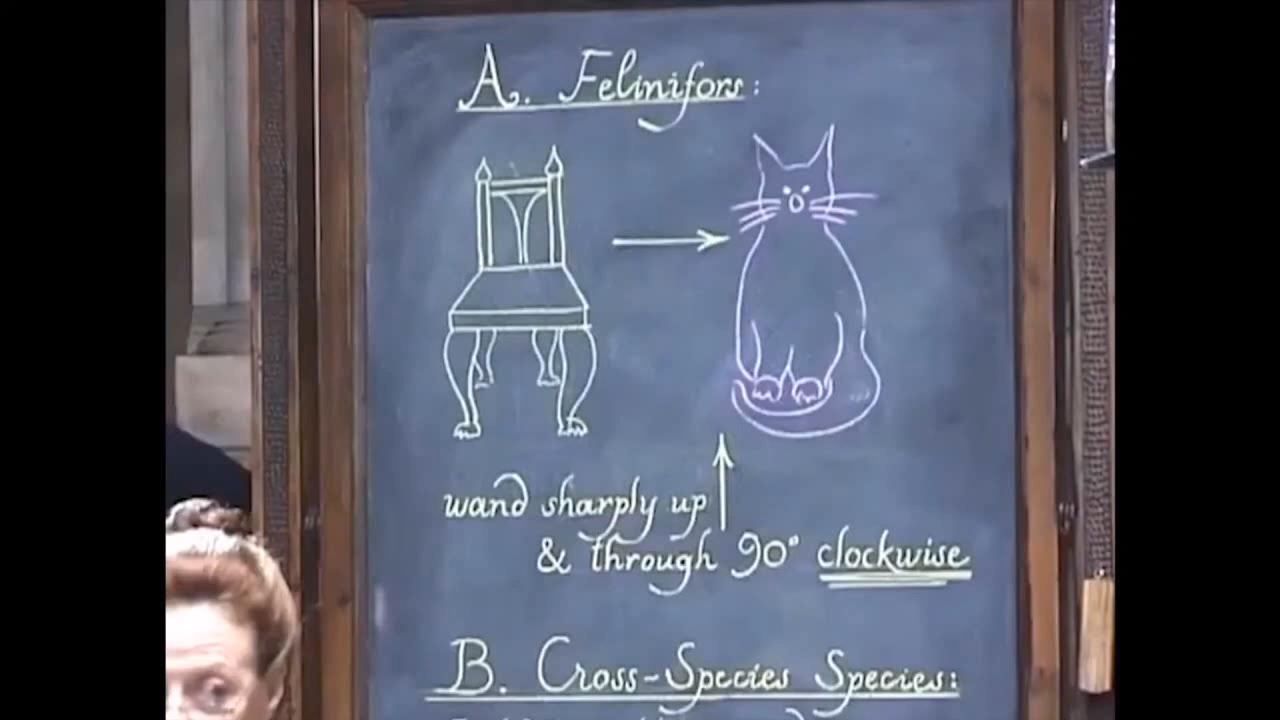 A. Felinifors:
wand sharply up
& through 90° clockwise
B. Cross-Species Species: